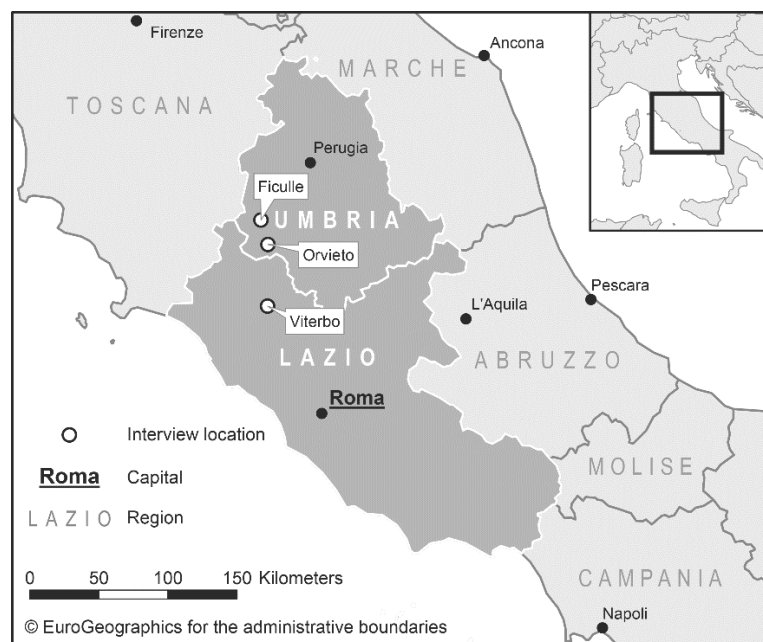 Firenze
Ancona
MARCHE
TOSCANA
Perugia
Ficulle
UMBRIA
Orvieto
Pescara
L'Aquila
Viterbo
LAZIO
ABRUZZO
Roma
Interview location
MOLISE
Roma Capital
LAZIO Region
0 50 100 150 Kilometers
CAMPANIA
Napoli
© EuroGeographics for the administrative boundaries